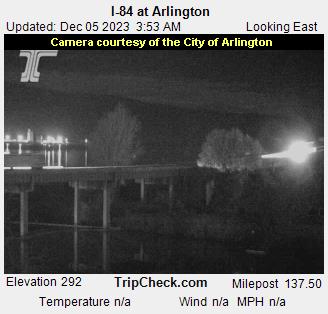 I-84 at Arlington
Updated: Dec 05 2023 3:53 AM Looking East
Camera courtesy of the City of Arlington
Elevation 292 TripCheck.com Milepost 137.50
Temperature n/a Wind n/a MPH n/a